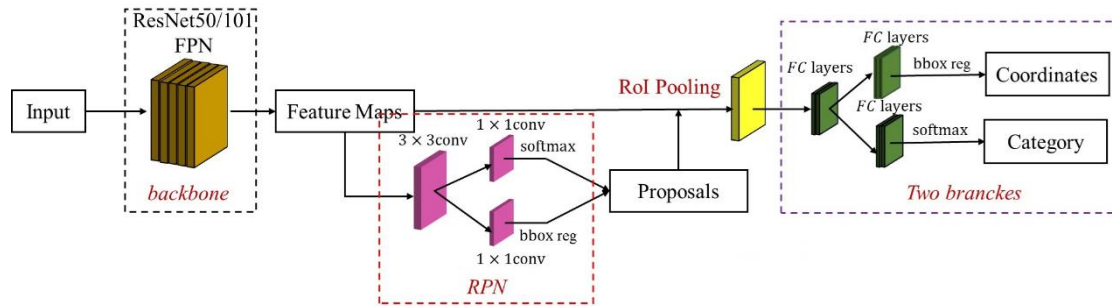 ResNet50/101
FPN
Input
backbone
Feature Maps
3 × 3conv
1 × 1conv
softmax
bbox reg
1 × 1conv
RPN
Proposals
RoI Pooling
FC layers
FC layers
bbox reg
Coordinates
FC layers
softmax
Category
Two branckes